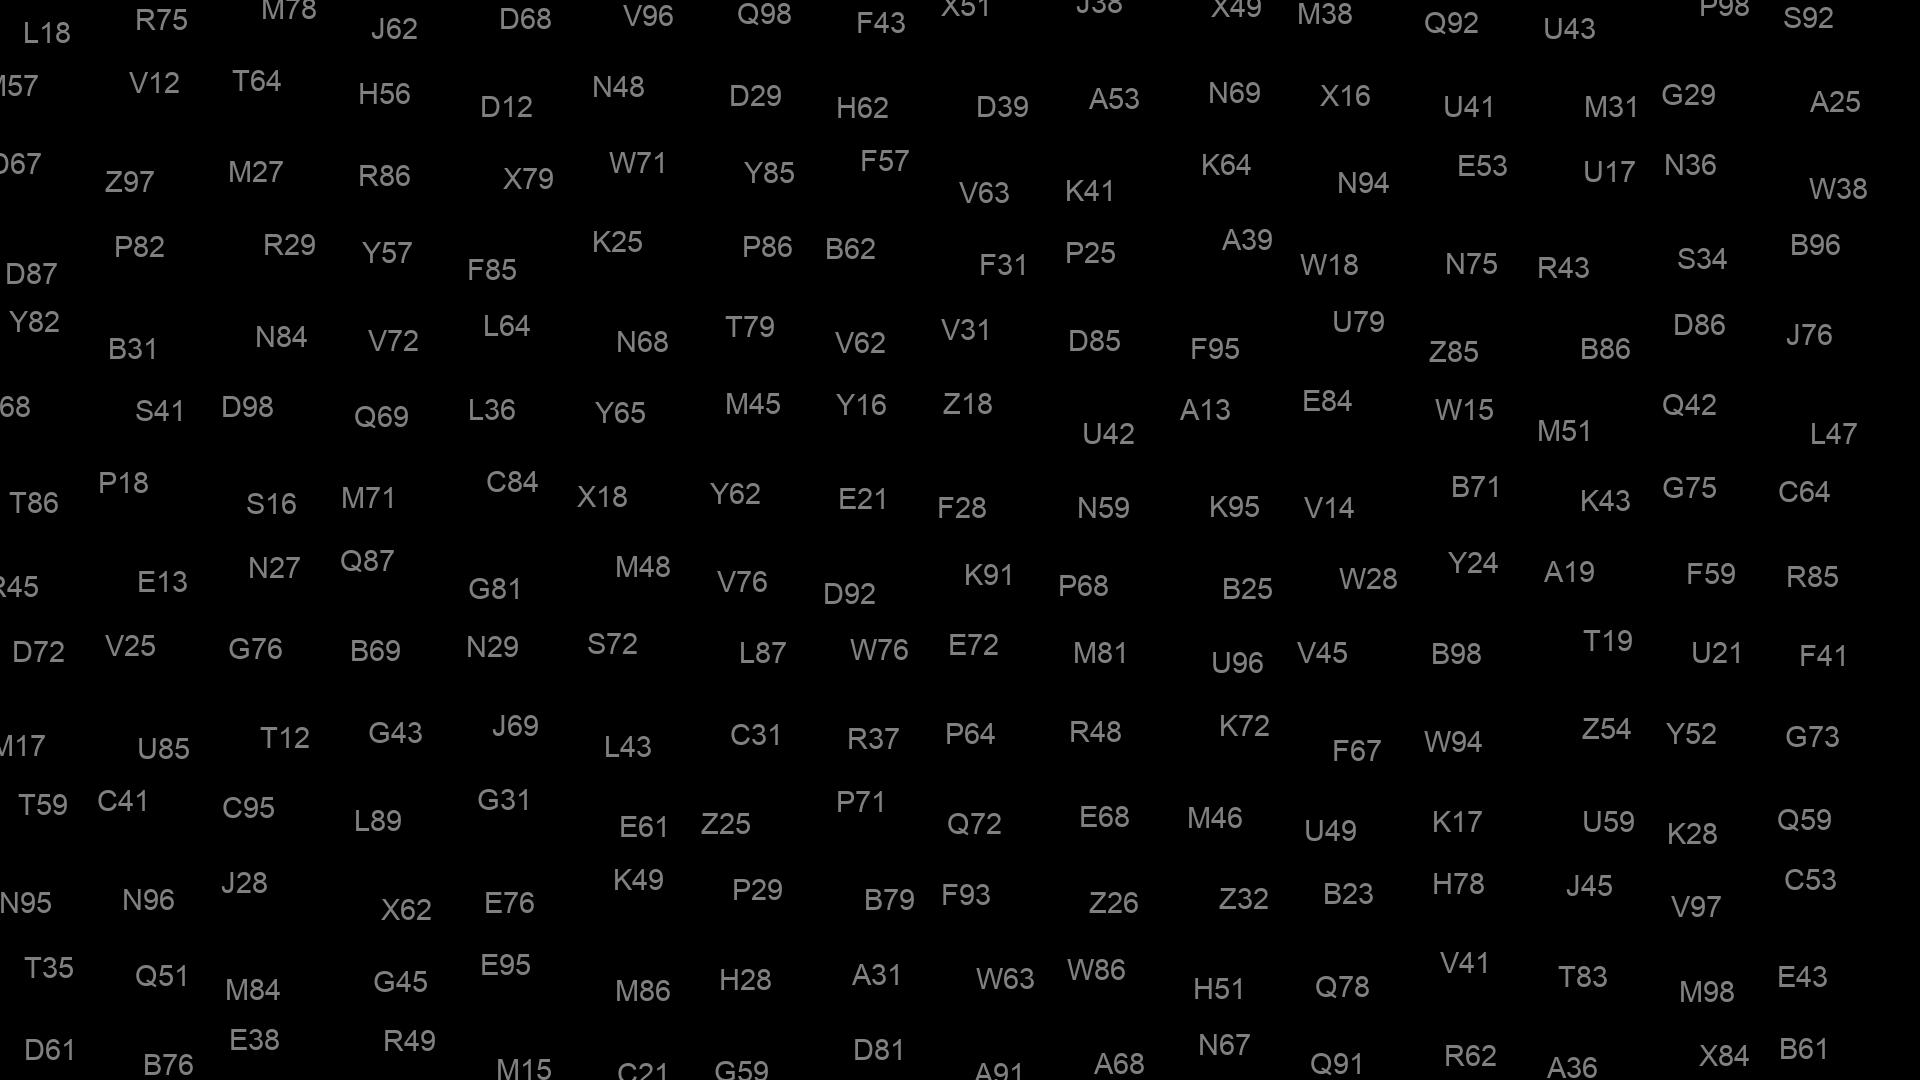 L18 R75 M78 J62 D68 V96 Q98 F43 X51 J38 X49 M38 Q92 U43 P98 S92
M57 V12 T64 H56 D12 N48 D29 H62 D39 A53 N69 X16 U41 M31 G29 A25
D67 Z97 M27 R86 X79 W71 Y85 F57 V63 K41 K64 N94 E53 U17 N36 W38
D87 P82 R29 Y57 F85 K25 P86 B62 F31 P25 A39 W18 N75 R43 S34 B96
Y82 B31 N84 V72 L64 N68 T79 V62 V31 D85 F95 U79 Z85 B86 D86 J76
68 S41 D98 Q69 L36 Y65 M45 Y16 Z18 U42 A13 E84 W15 M51 Q42 L47
T86 P18 S16 M71 C84 X18 Y62 E21 F28 N59 K95 V14 B71 K43 G75 C64
R45 E13 N27 Q87 G81 M48 V76 D92 K91 P68 B25 W28 Y24 A19 F59 R85
D72 V25 G76 B69 N29 S72 L87 W76 E72 M81 U96 V45 B98 T19 U21 F41
M17 U85 T12 G43 J69 L43 C31 R37 P64 R48 K72 F67 W94 Z54 Y52 G73
T59 C41 C95 L89 G31 E61 Z25 P71 Q72 E68 M46 U49 K17 U59 K28 Q59
N95 N96 J28 X62 E76 K49 P29 B79 F93 Z26 Z32 B23 H78 J45 V97 C53
T35 Q51 M84 G45 E95 M86 H28 A31 W63 W86 H51 Q78 V41 T83 M98 E43
D61 B76 E38 R49 M15 C21 G59 D81 A91 A68 N67 Q91 R62 A36 X84 B61